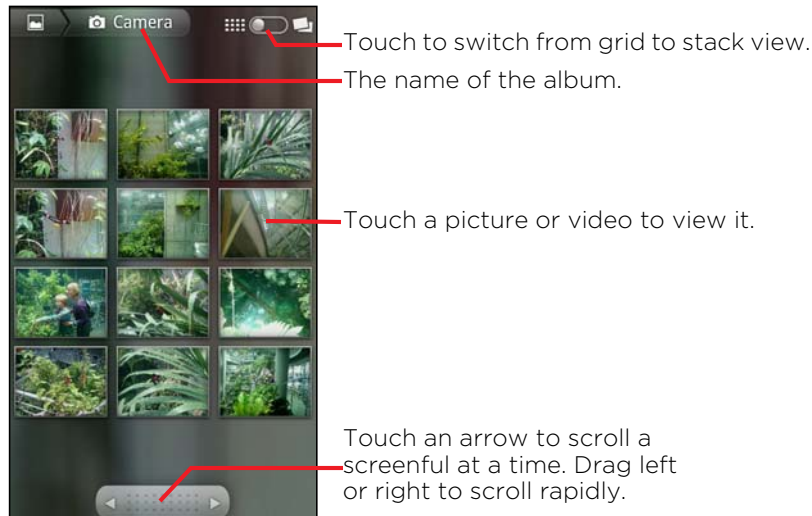 Camera
Touch to switch from grid to stack view.
The name of the album.
Touch a picture or video to view it.
Touch an arrow to scroll a
screenful at a time. Drag left
or right to scroll rapidly.